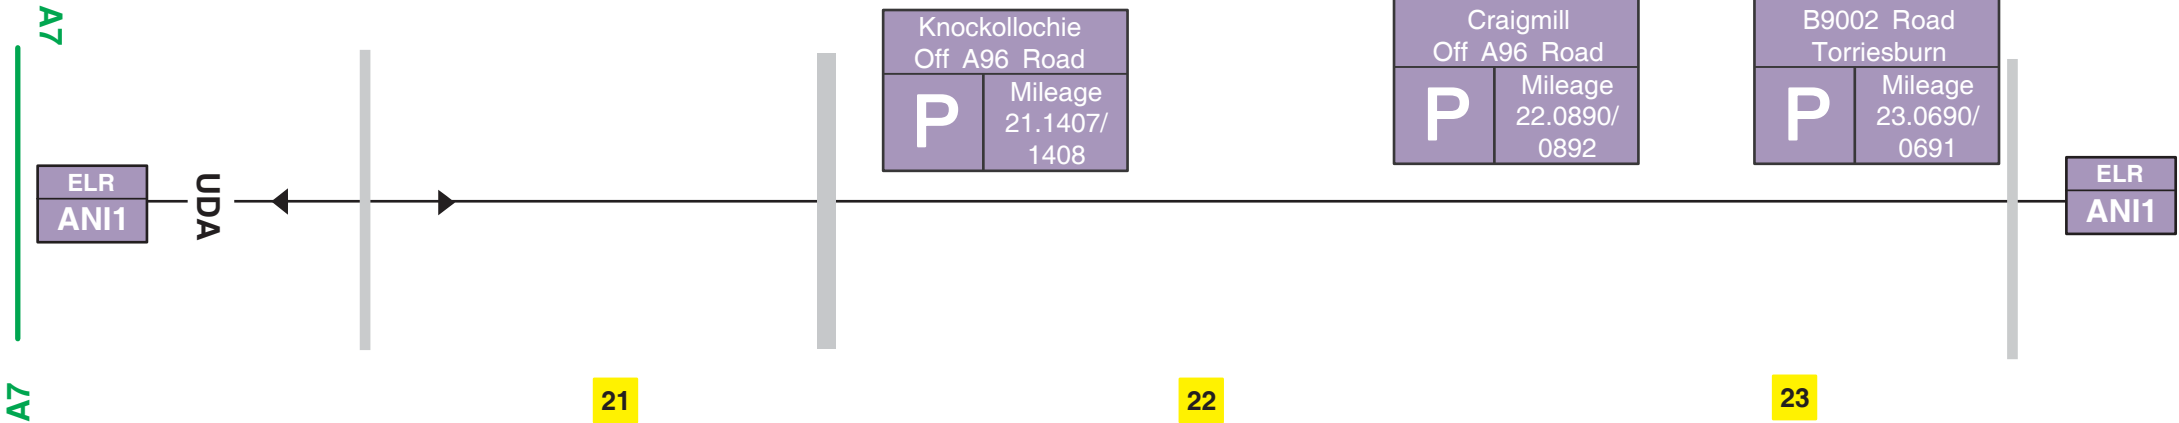 A7
Knockollochie
Off A96 Road
P
Mileage
21.1407/
1408
Craigmill
Off A96 Road
P
Mileage
22.0890/
0892
B9002 Road
Torriesburn
P
Mileage
23.0690/
0691
ELR
ANI1
UDA
ELR
ANI1
A7
21
22
23